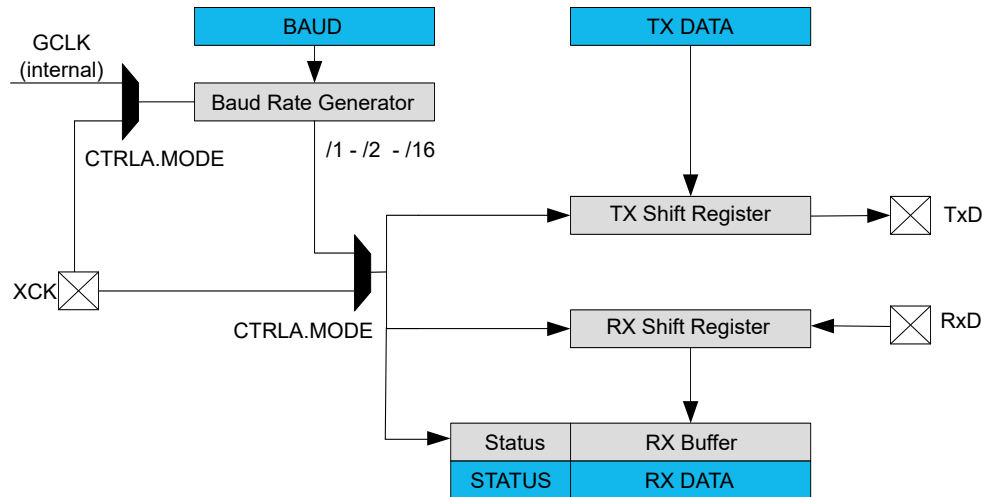 BAUD
TX DATA
GCLK
(internal)
Baud Rate Generator
CTRLA.MODE
/1 - /2 - /16
TX Shift Register
TxD
XCK
CTRLA.MODE
RX Shift Register
RxD
Status
RX Buffer
STATUS
RX DATA